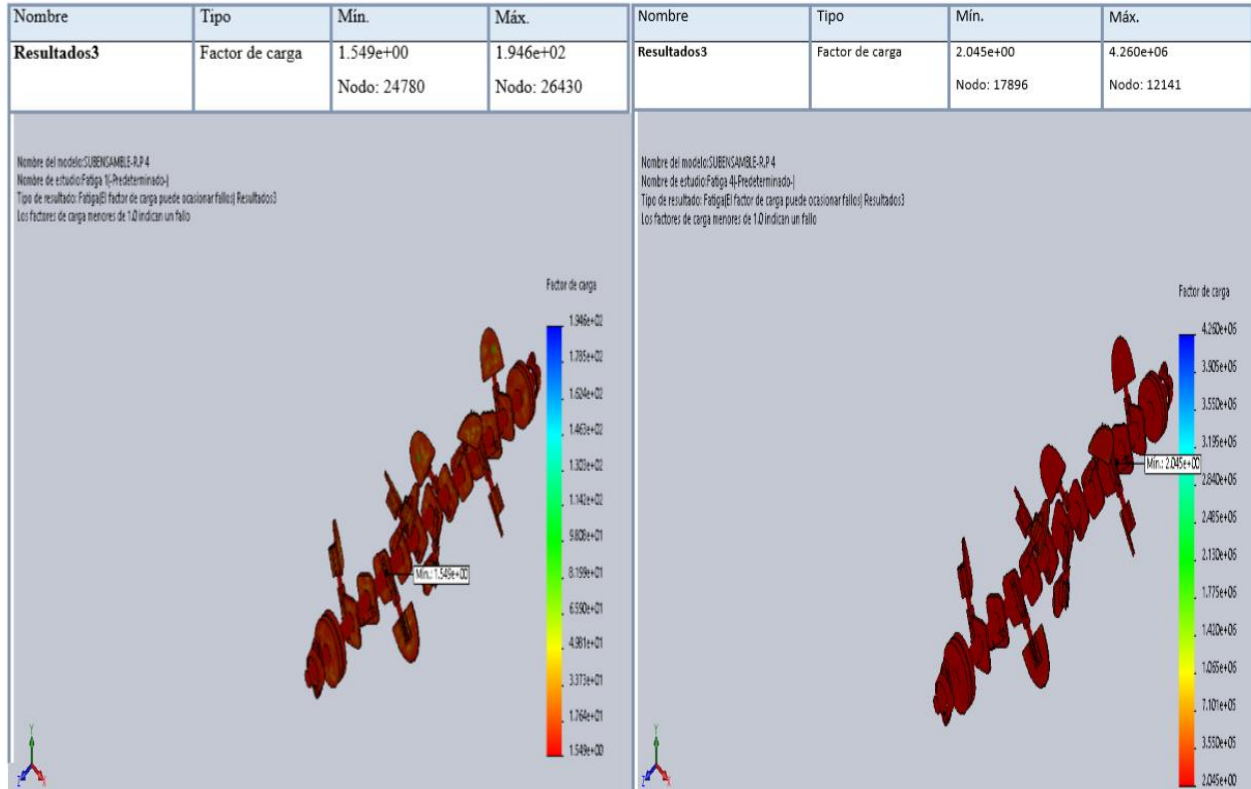 Nombre Tipo Mín. Máx.
Resultados3 Factor de carga 1.549e+00 1.946e+02
Nodo: 24780 Nodo: 26430
Nombre del modelo:SUBENSAMBLE-R.P 4
Nombre de estudio:Fatiga 1(-Predeterminado-)
Tipo de resultado: Fatiga(El factor de carga puede ocasionar fallos) Resultados3
Los factores de carga menores de 1.0 indican un fallo
Factor de carga
1.946e+02
1.785e+02
1.624e+02
1.463e+02
1.303e+02
1.142e+02
9.808e+01
8.199e+01
6.590e+01
4.981e+01
3.373e+01
1.764e+01
1.549e+00
Mín.: 1.549e+00
Y
Z
X
Nombre Tipo Mín. Máx.
Resultados3 Factor de carga 2.045e+00 4.260e+06
Nodo: 17896 Nodo: 12141
Nombre del modelo:SUBENSAMBLE-R.P 4
Nombre de estudio:Fatiga 4(-Predeterminado-)
Tipo de resultado: Fatiga(El factor de carga puede ocasionar fallos) Resultados3
Los factores de carga menores de 1.0 indican un fallo
Factor de carga
4.260e+06
3.905e+06
3.550e+06
3.195e+06
2.840e+06
2.485e+06
2.130e+06
1.775e+06
1.420e+06
1.065e+06
7.101e+05
3.550e+05
2.045e+00
Mín.: 2.045e+00
Y
Z
X